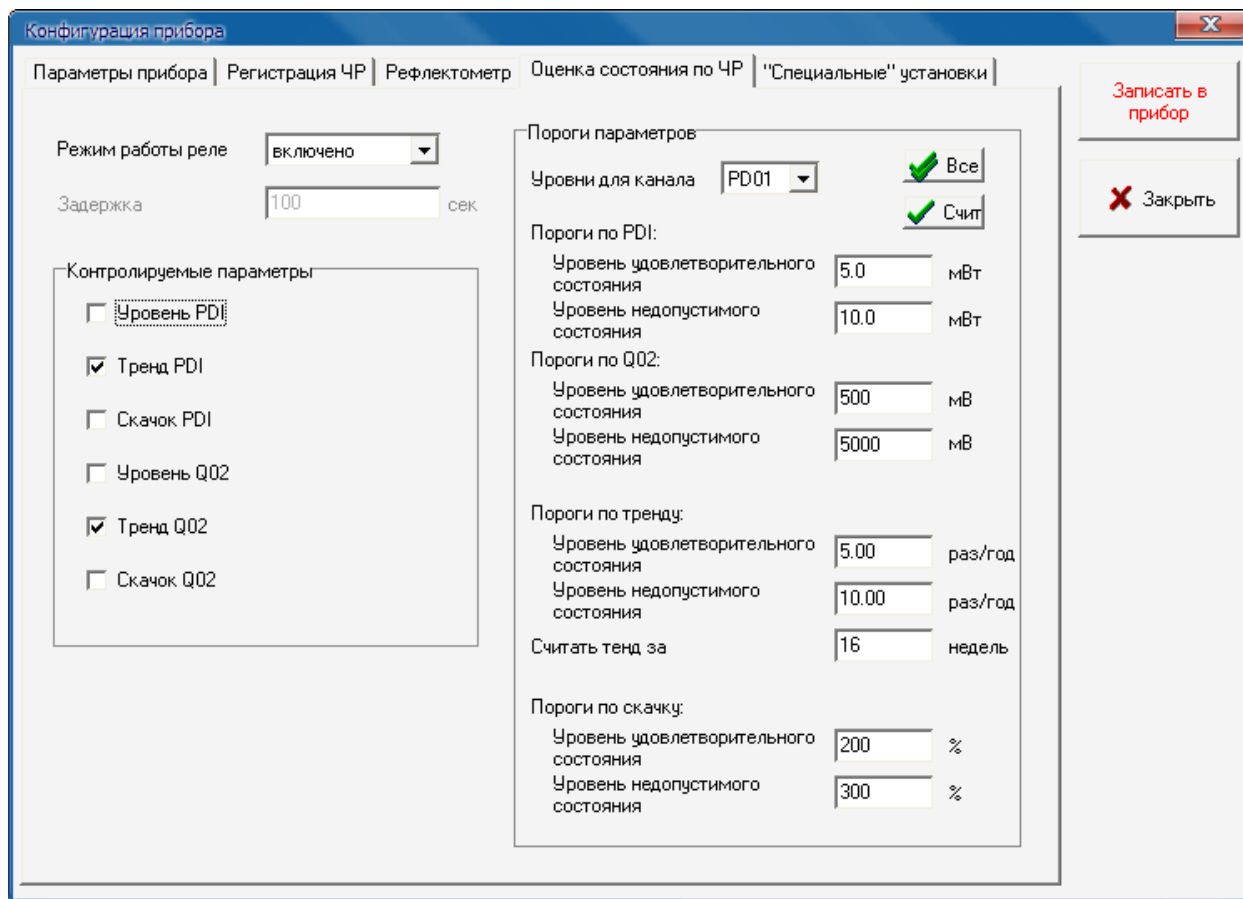 Конфигурация прибора
X
Параметры прибора
Регистрация ЧР
Рефлектометр
Оценка состояния по ЧР
"Специальные" установки
Записать в
прибор
Закрыть
Режим работы реле
включено
Задержка
100
сек
Контролируемые параметры
Уровень PDI
Тренд PDI
Скачок PDI
Уровень Q02
Тренд Q02
Скачок Q02
Пороги параметров
Уровни для канала
PD01
Все
Счит
Пороги по PDI:
Уровень удовлетворительного
состояния
5.0
мВт
Уровень недопустимого
состояния
10.0
мВт
Пороги по Q02:
Уровень удовлетворительного
состояния
500
мВ
Уровень недопустимого
состояния
5000
мВ
Пороги по тренду:
Уровень удовлетворительного
состояния
5.00
раз/год
Уровень недопустимого
состояния
10.00
раз/год
Считать тенд за
16
недель
Пороги по скачку:
Уровень удовлетворительного
состояния
200
%
Уровень недопустимого
состояния
300
%